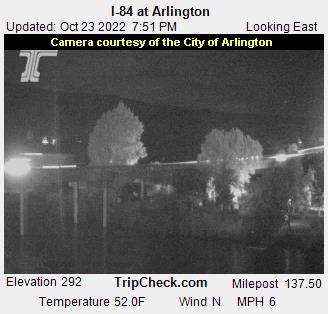 I-84 at Arlington
Updated: Oct 23 2022 7:51 PM Looking East
Camera courtesy of the City of Arlington
Elevation 292 TripCheck.com Milepost 137.50
Temperature 52.0F Wind N MPH 6